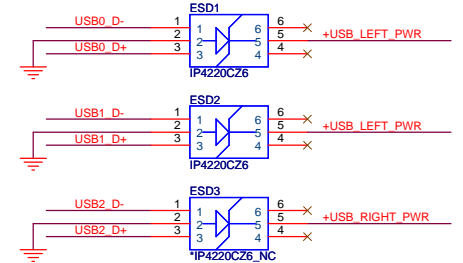 ESD1
USB0_D- 1 1 6 6
2 2 5 5 +USB_LEFT_PWR
USB0_D+ 3 3 4 4
IP4220CZ6
ESD2
USB1_D- 1 1 6 6
2 2 5 5 +USB_LEFT_PWR
USB1_D+ 3 3 4 4
IP4220CZ6
ESD3
USB2_D- 1 1 6 6
2 2 5 5 +USB_RIGHT_PWR
USB2_D+ 3 3 4 4
*IP4220CZ6_NC